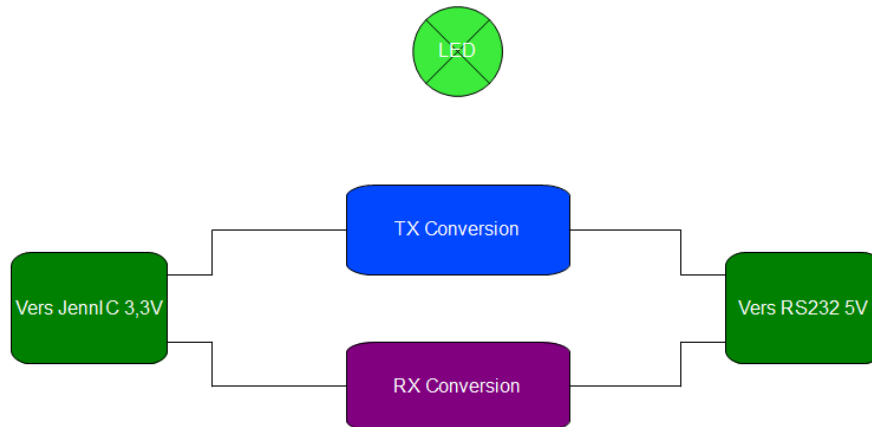 LED
TX Conversion
Vers JennIC 3,3V
Vers RS232 5V
RX Conversion